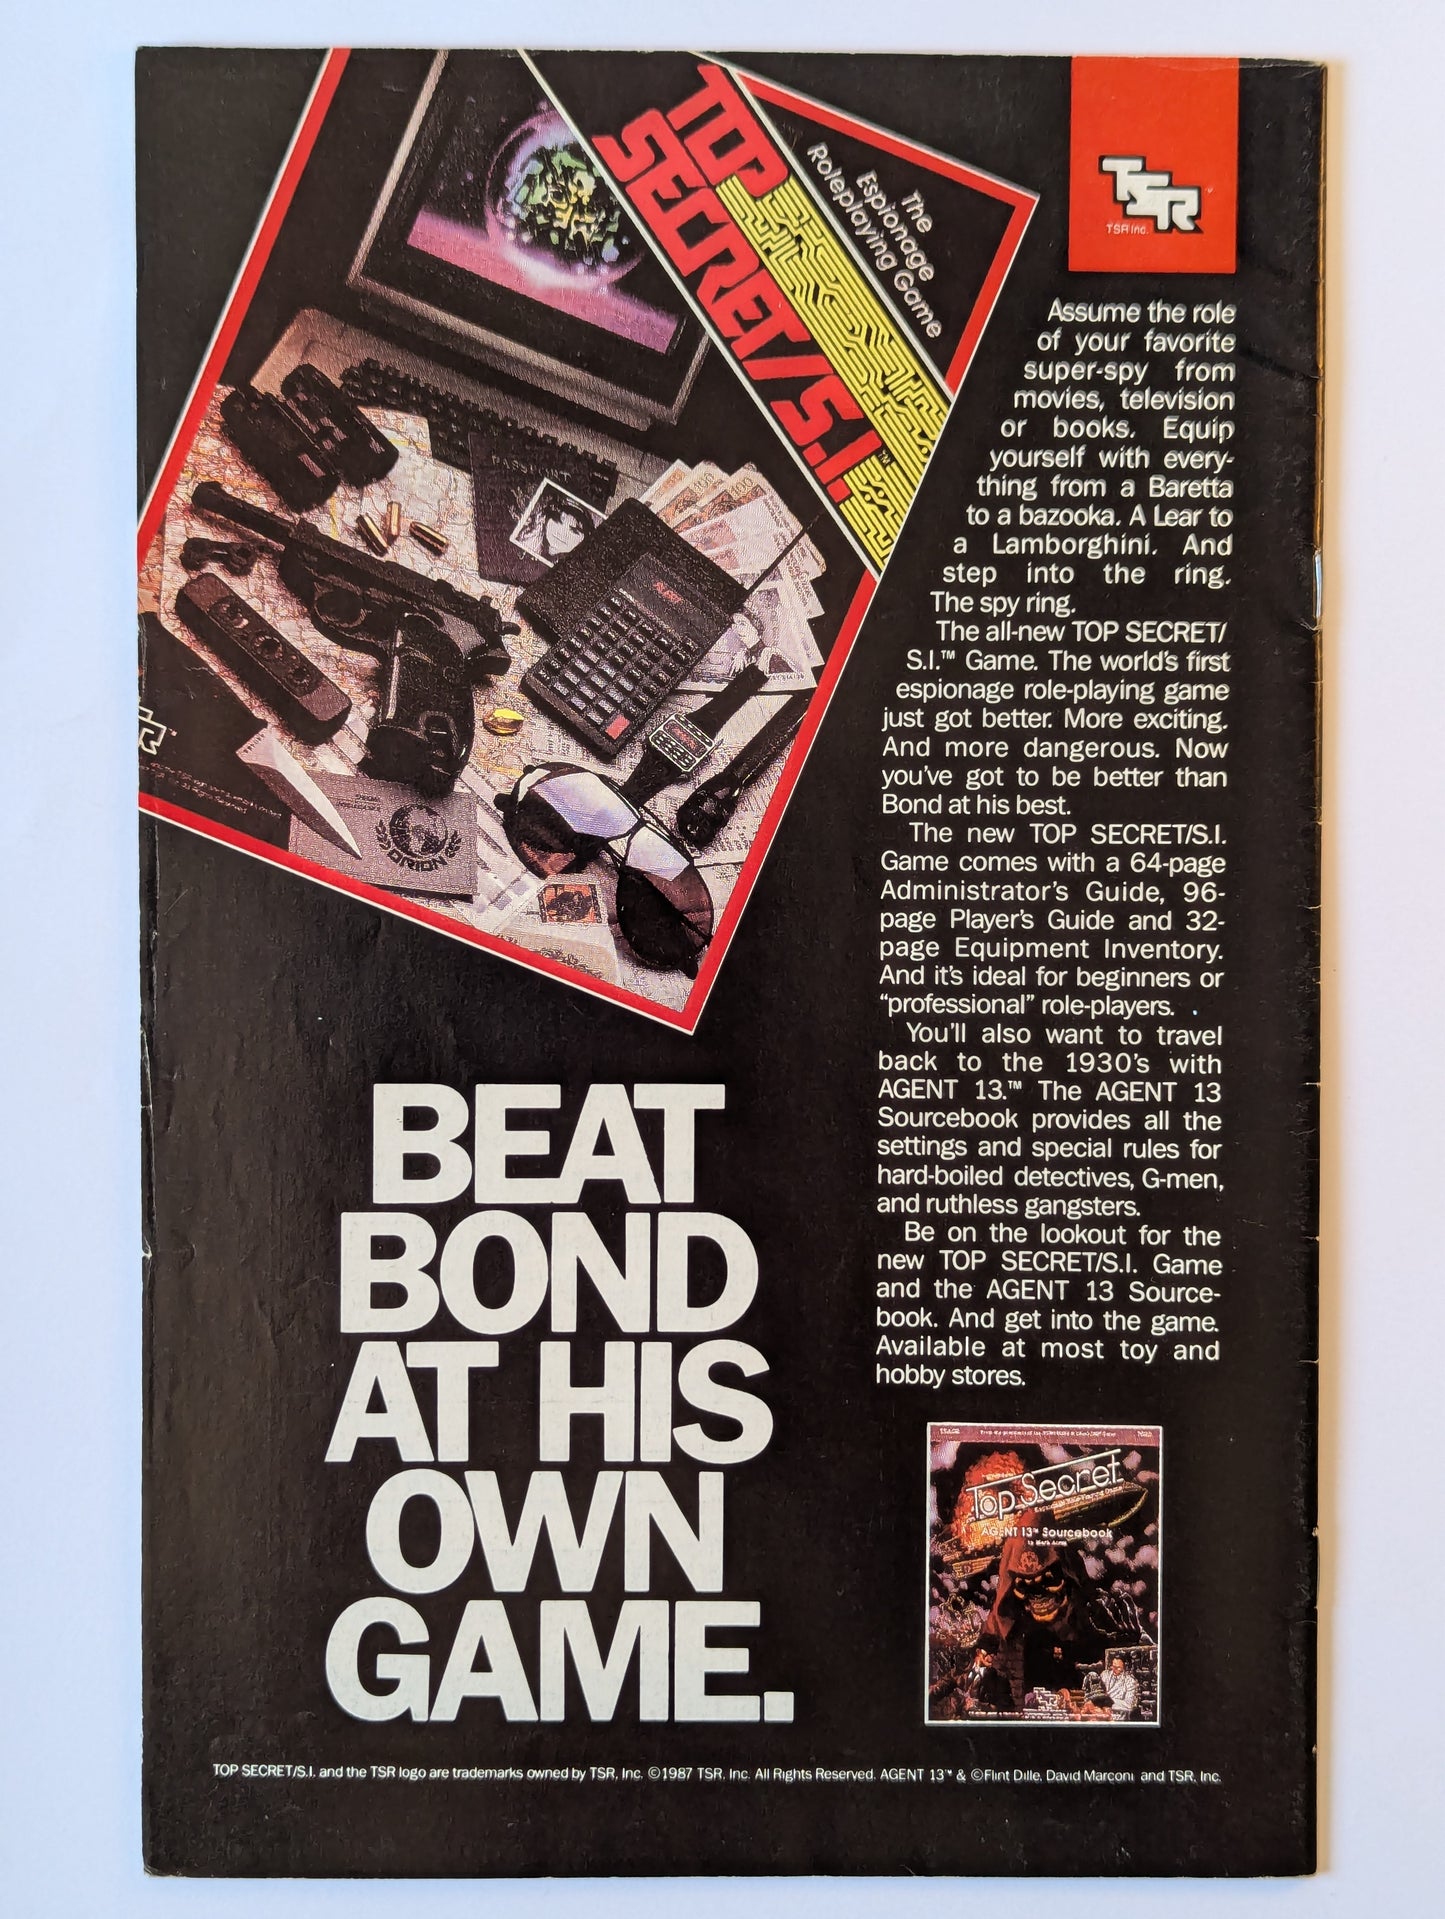 TOP
SECRET/S.I.™
The
Espionage
Roleplaying Game
TSR
TSR Inc.
PASSPORT
ORION
Assume the role
of your favorite
super-spy from
movies, television
or books. Equip
yourself with every-
thing from a Baretta
to a bazooka. A Lear to
a Lamborghini. And
step into the ring.
The spy ring.
The all-new TOP SECRET/
S.I.™ Game. The world's first
espionage role-playing game
just got better. More exciting.
And more dangerous. Now
you've got to be better than
Bond at his best.
The new TOP SECRET/S.I.
Game comes with a 64-page
Administrator's Guide, 96-
page Player's Guide and 32-
page Equipment Inventory.
And it's ideal for beginners or
“professional” role-players.
You'll also want to travel
back to the 1930's with
AGENT 13.™ The AGENT 13
Sourcebook provides all the
settings and special rules for
hard-boiled detectives, G-men,
and ruthless gangsters.
Be on the lookout for the
new TOP SECRET/S.I. Game
and the AGENT 13 Source-
book. And get into the game.
Available at most toy and
hobby stores.
BEAT
BOND
AT HIS
OWN
GAME.
Top Secret
AGENT 13™ Sourcebook
by Mark Acres
TSR
TOP SECRET/S.I. and the TSR logo are trademarks owned by TSR, Inc. ©1987 TSR, Inc. All Rights Reserved. AGENT 13™ & ©Flint Dille, David Marconi and TSR, Inc.